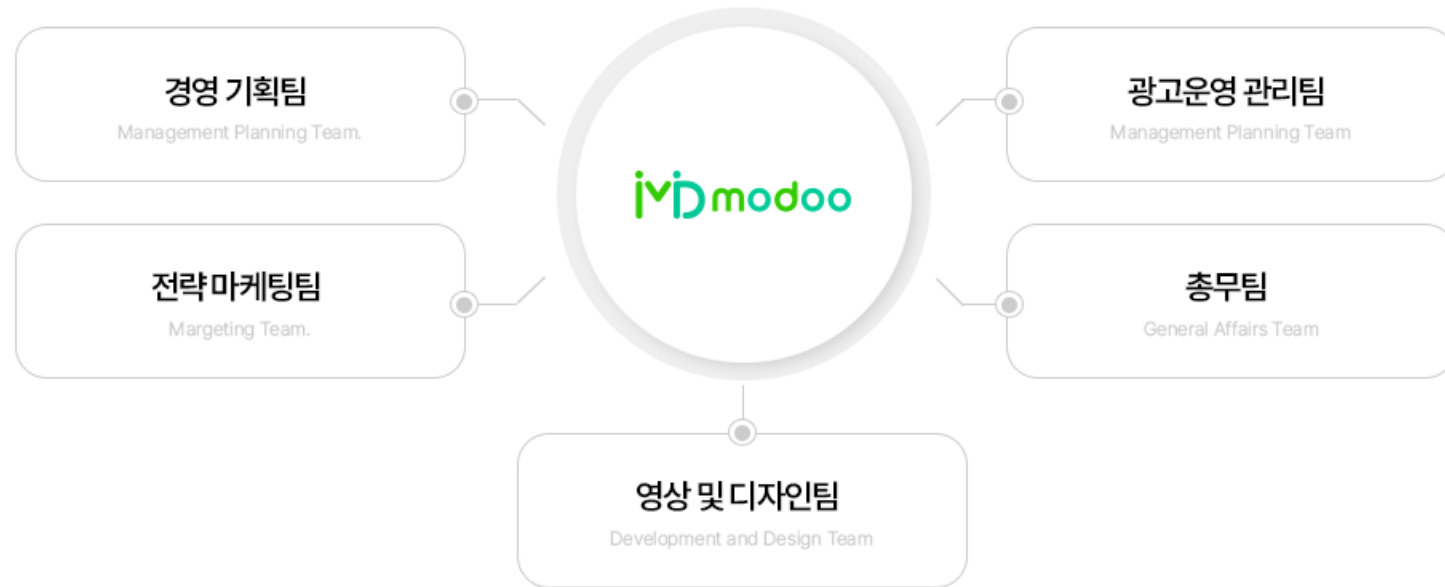 경영 기획팀
Management Planning Team.
전략 마케팅팀
Margeting Team.
modoo
광고운영 관리팀
Management Planning Team
총무팀
General Affairs Team
영상 및 디자인팀
Development and Design Team